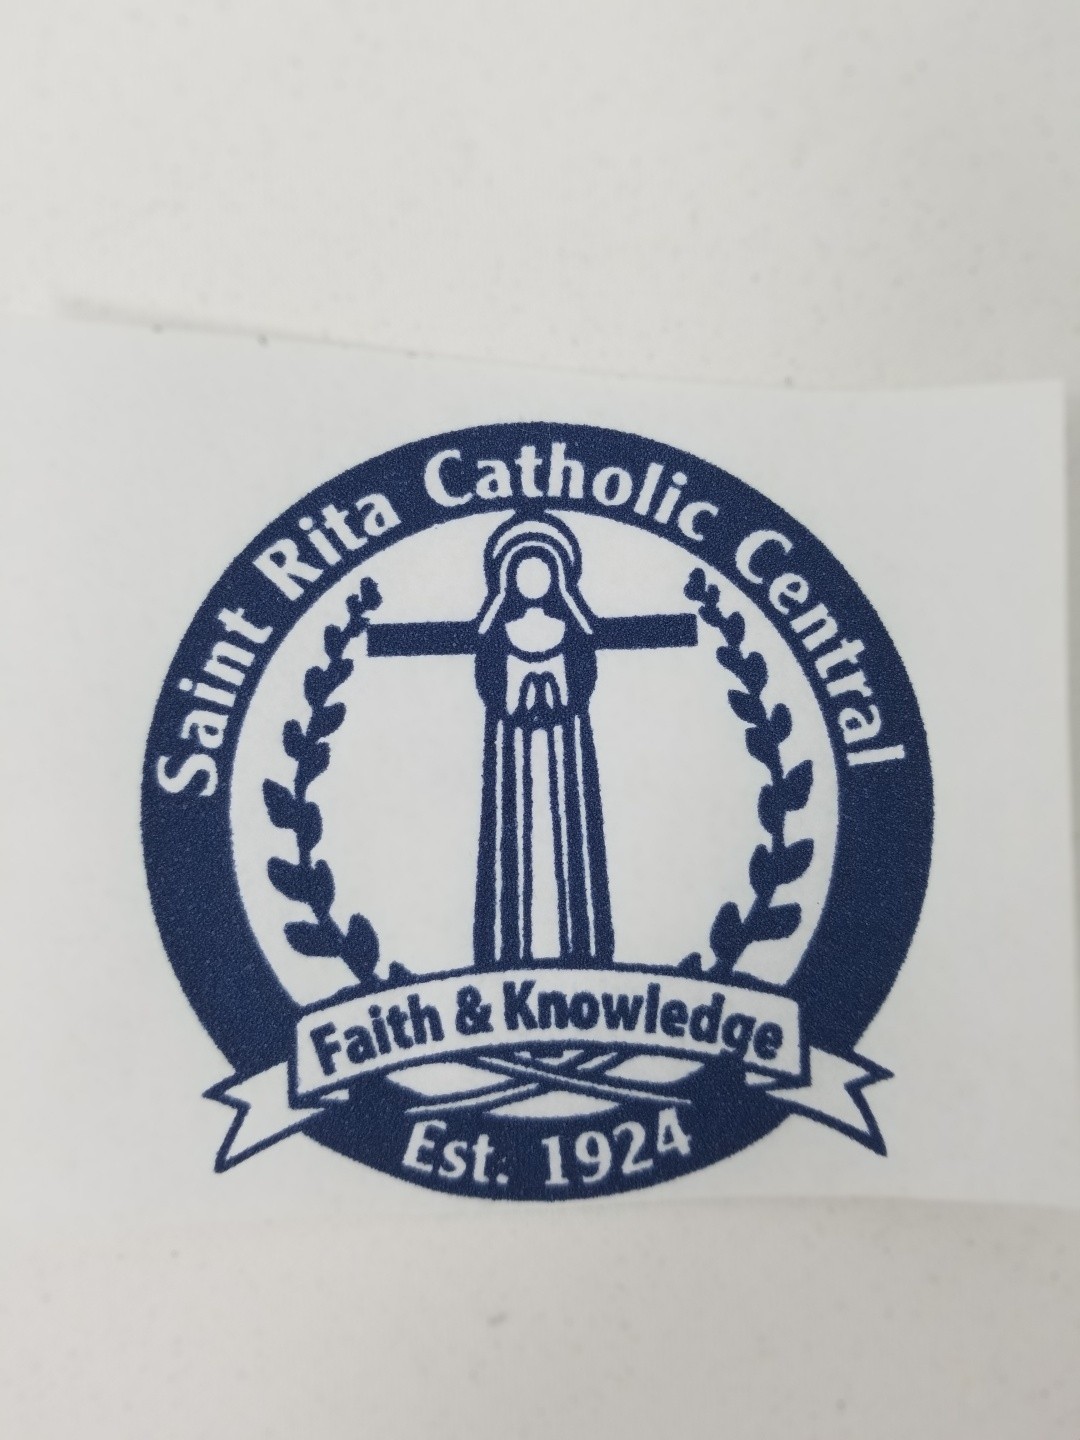 Saint Rita Catholic Central
Faith & Knowledge
Est. 1924